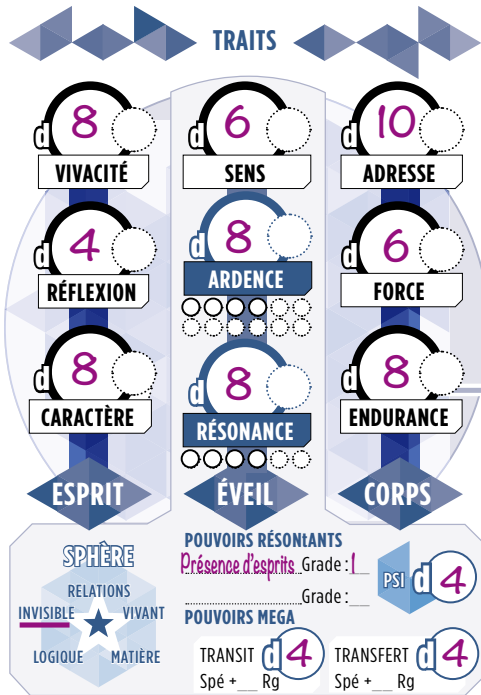 TRAITS
d 8 d 6 d 10
VIVACITÉ SENS ADRESSE
d 4 d 8 d 6
RÉFLEXION ARDENCE FORCE
d 8 d 8 d 8
CARACTÈRE RÉSONANCE ENDURANCE
ESPRIT ÉVEIL CORPS
SPHÈRE
RELATIONS
INVISIBLE VIVANT
LOGIQUE MATIÈRE
POUVOIRS RÉSONtANTS
Présence d'esprits Grade : 1
Grade :
PSI d 4
POUVOIRS MEGA
TRANSIT d 4 TRANSFERT d 4
Spé + __ Rg Spé + __ Rg